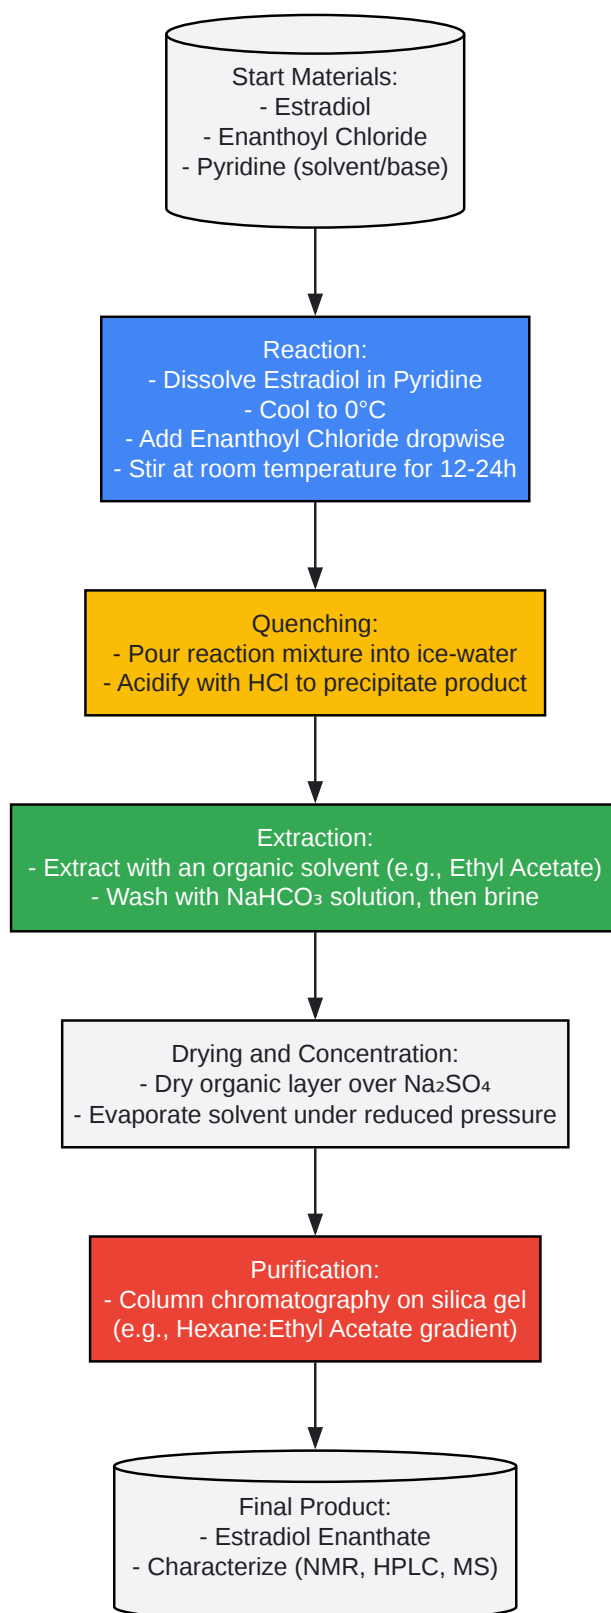 Start Materials:
- Estradiol
- Enanthoyl Chloride
- Pyridine (solvent/base)
Reaction:
- Dissolve Estradiol in Pyridine
- Cool to 0°C
- Add Enanthoyl Chloride dropwise
- Stir at room temperature for 12-24h
Quenching:
- Pour reaction mixture into ice-water
- Acidify with HCl to precipitate product
Extraction:
- Extract with an organic solvent (e.g., Ethyl Acetate)
- Wash with NaHCO₃ solution, then brine
Drying and Concentration:
- Dry organic layer over Na₂SO₄
- Evaporate solvent under reduced pressure
Purification:
- Column chromatography on silica gel
(e.g., Hexane:Ethyl Acetate gradient)
Final Product:
- Estradiol Enanthate
- Characterize (NMR, HPLC, MS)